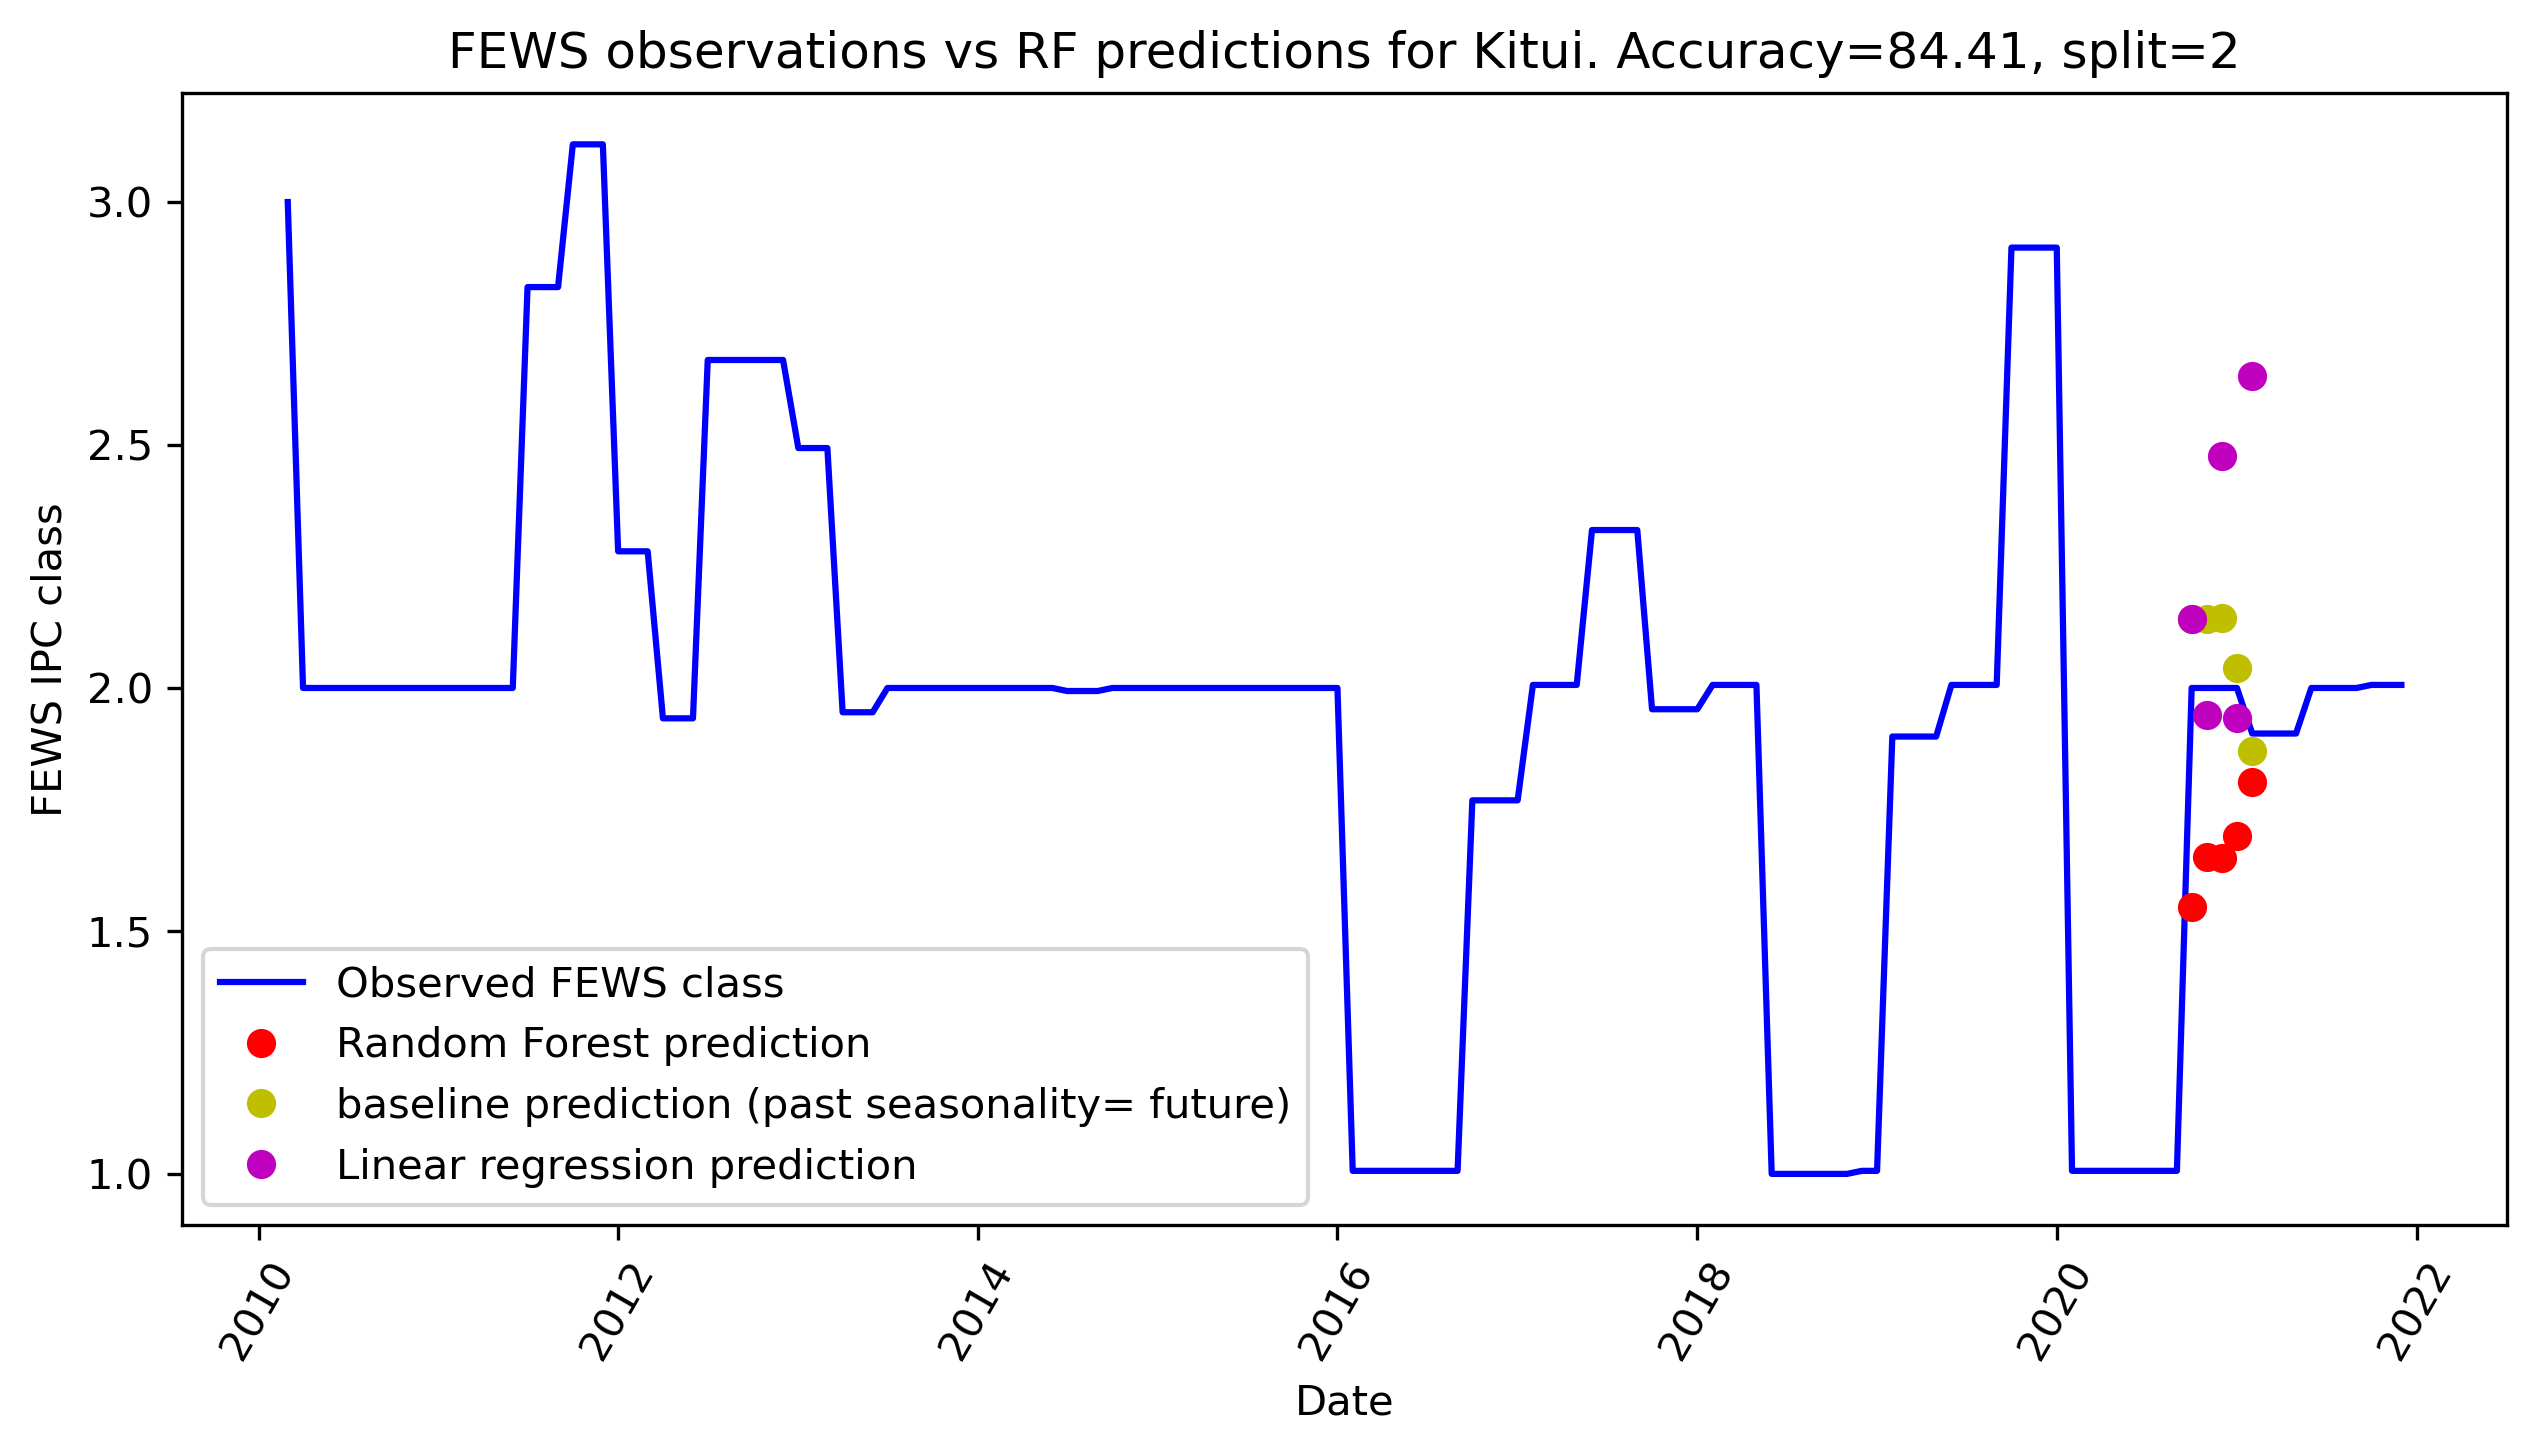 FEWS observations vs RF predictions for Kitui. Accuracy=84.41, split=2
FEWS IPC class
3.0
2.5
2.0
1.5
1.0
Observed FEWS class
Random Forest prediction
baseline prediction (past seasonality= future)
Linear regression prediction
2010
2012
2014
2016
2018
2020
2022
Date